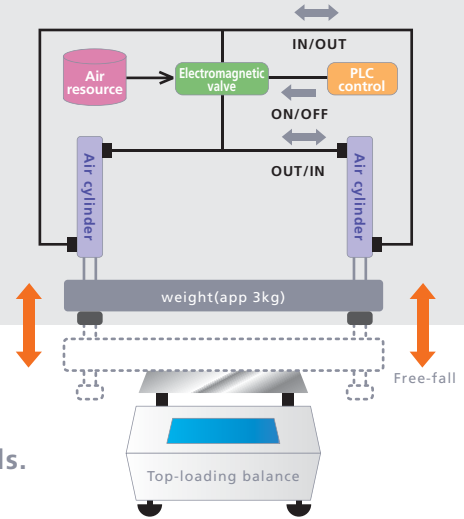 IN/OUT
Air
resource
Electromagnetic
valve
PLC
control
ON/OFF
OUT/IN
Air cylinder
Air cylinder
weight(app 3kg)
Free-fall
ls.
Top-loading balance